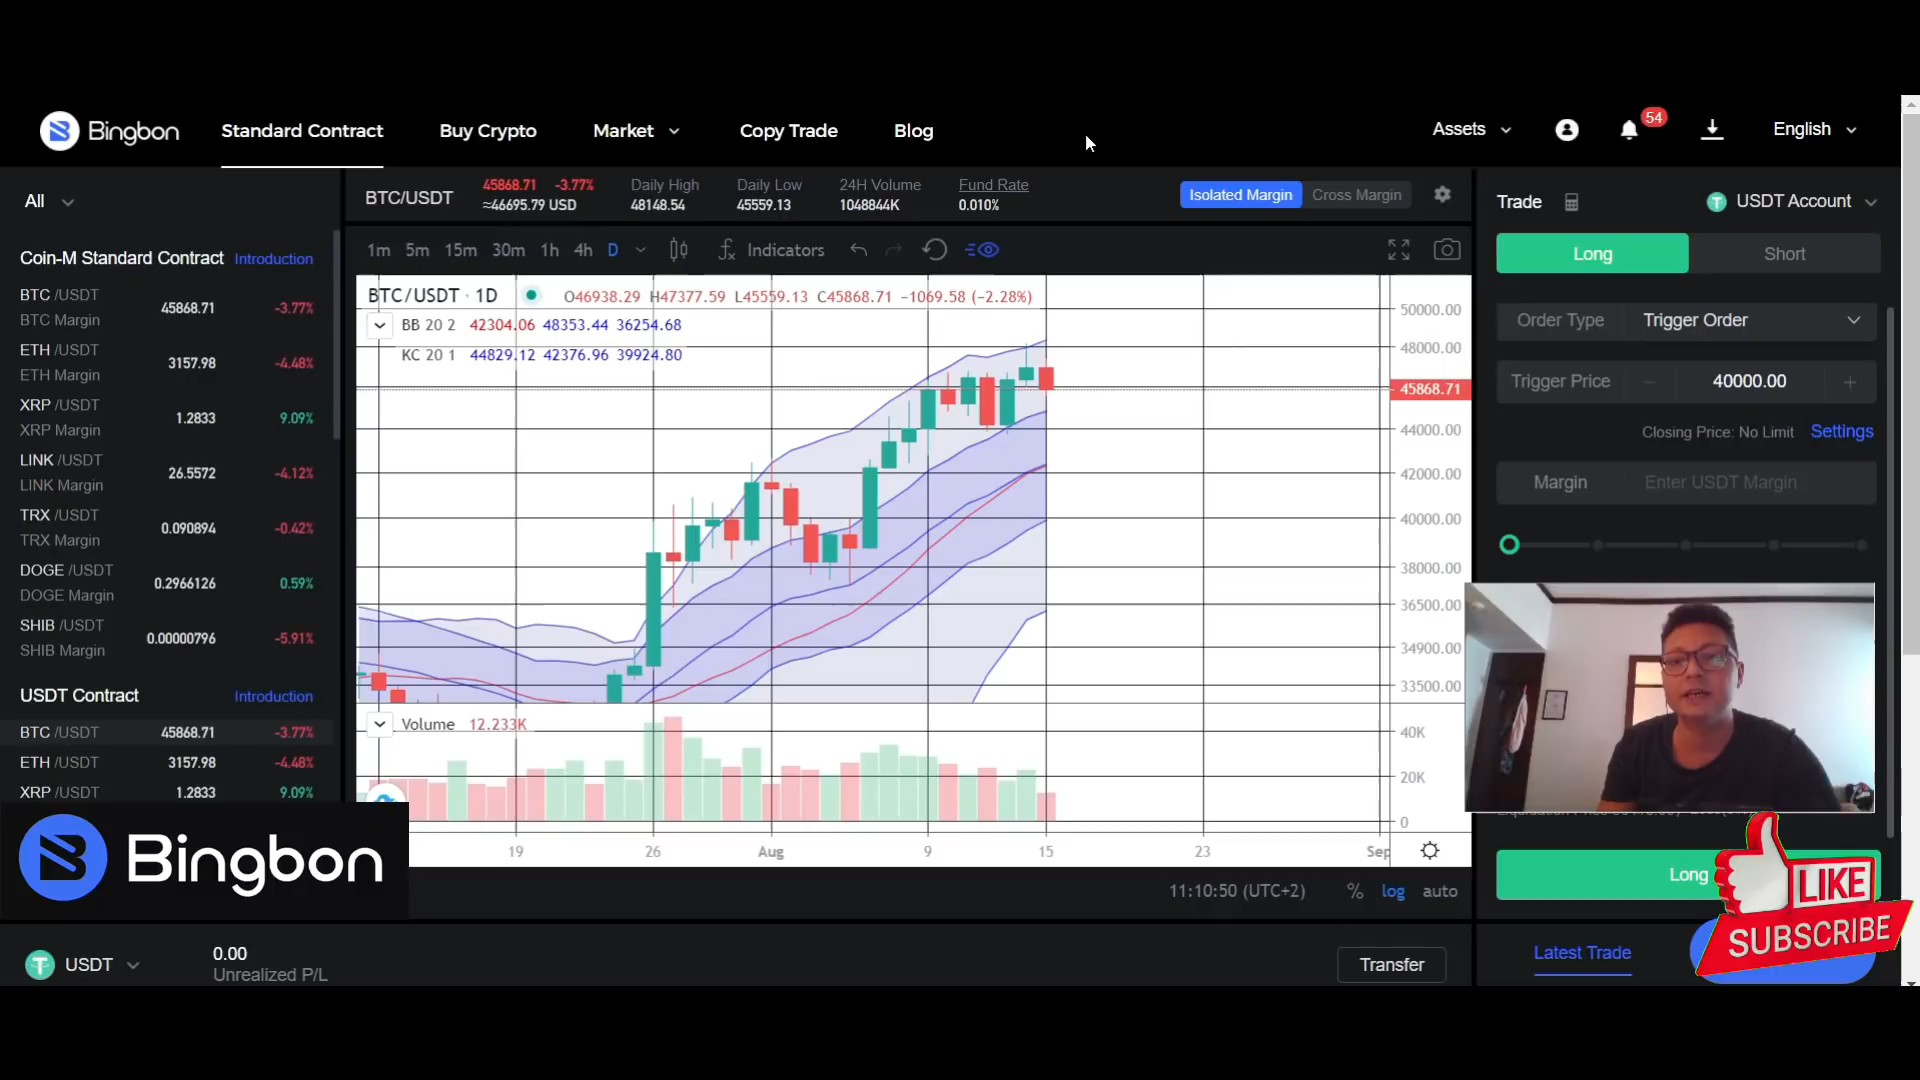 Bingbon
Standard Contract
Buy Crypto
Market
Copy Trade
Blog
Assets
54
English
All
BTC/USDT
45868.71 -3.77%
≈46695.79 USD
Daily High
48148.54
Daily Low
45559.13
24H Volume
1048844K
Fund Rate
0.010%
Isolated Margin
Cross Margin
Trade
USDT Account
1m 5m 15m 30m 1h 4h D
Indicators
Long
Short
Coin-M Standard Contract Introduction
BTC /USDT
BTC Margin
45868.71
-3.77%
ETH /USDT
ETH Margin
3157.98
-4.48%
XRP /USDT
XRP Margin
1.2833
9.09%
LINK /USDT
LINK Margin
26.5572
-4.12%
TRX /USDT
TRX Margin
0.090894
-0.42%
DOGE /USDT
DOGE Margin
0.2966126
0.59%
SHIB /USDT
SHIB Margin
0.00000796
-5.91%
USDT Contract Introduction
BTC /USDT 45868.71 -3.77%
ETH /USDT 3157.98 -4.48%
XRP /USDT 1.2833 9.09%
BTC/USDT · 1D O46938.29 H47377.59 L45559.13 C45868.71 −1069.58 (−2.28%)
BB 20 2 42304.06 48353.44 36254.68
KC 20 1 44829.12 42376.96 39924.80
50000.00
48000.00
45868.71
44000.00
42000.00
40000.00
38000.00
36500.00
34900.00
33500.00
Volume 12.233K
40K
20K
0
19 26 Aug 9 15 23 Sep
11:10:50 (UTC+2) % log auto
Order Type Trigger Order
Trigger Price − 40000.00 +
Closing Price: No Limit Settings
Margin Enter USDT Margin
Long
LIKE
SUBSCRIBE
Latest Trade
Bingbon
USDT
0.00
Unrealized P/L
Transfer